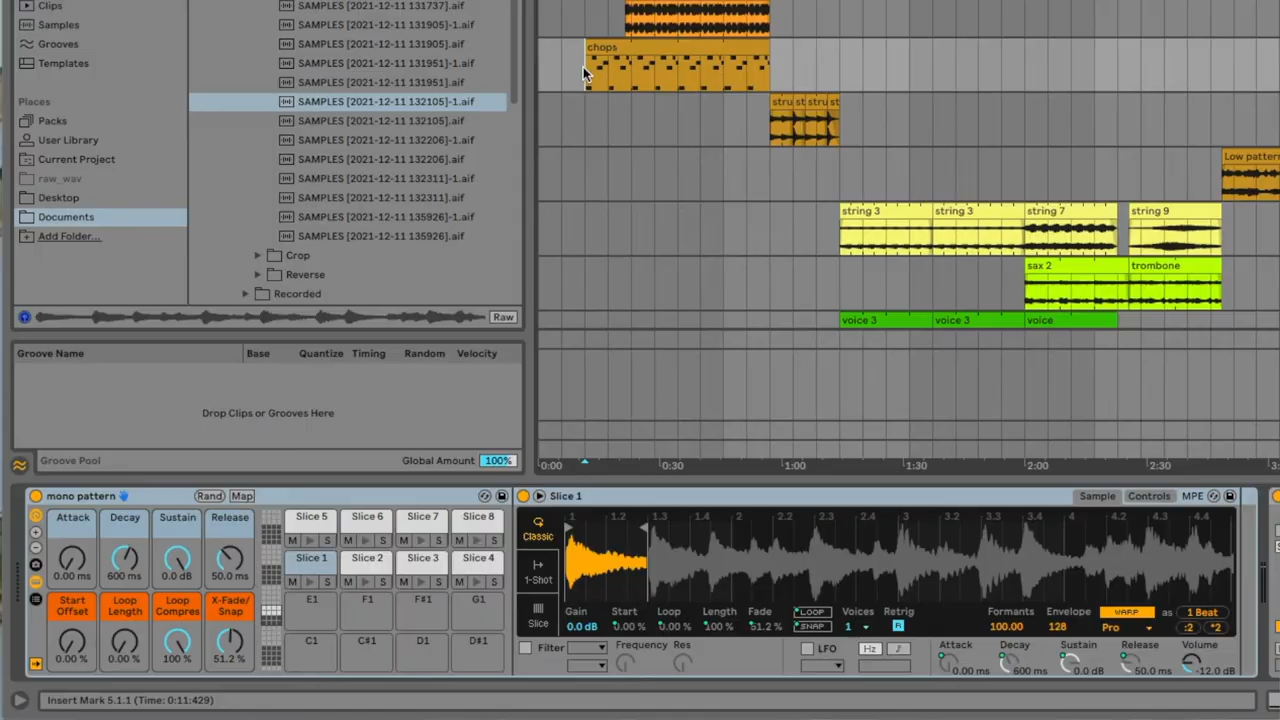 Clips
Samples
Grooves
Templates
Places
Packs
User Library
Current Project
raw_wav
Desktop
Documents
Add Folder...
SAMPLES [2021-12-11 131737].aif
SAMPLES [2021-12-11 131905]-1.aif
SAMPLES [2021-12-11 131905].aif
SAMPLES [2021-12-11 131951]-1.aif
SAMPLES [2021-12-11 131951].aif
SAMPLES [2021-12-11 132105]-1.aif
SAMPLES [2021-12-11 132105].aif
SAMPLES [2021-12-11 132206]-1.aif
SAMPLES [2021-12-11 132206].aif
SAMPLES [2021-12-11 132311]-1.aif
SAMPLES [2021-12-11 132311].aif
SAMPLES [2021-12-11 135926]-1.aif
SAMPLES [2021-12-11 135926].aif
Crop
Reverse
Recorded
Raw
Groove Name Base Quantize Timing Random Velocity
Drop Clips or Grooves Here
Groove Pool Global Amount 100%
chops
stru st stru st
Low pattern
string 3 string 3 string 7 string 9
sax 2 trombone
voice 3 voice 3 voice
0:00 0:30 1:00 1:30 2:00 2:30 3:
mono pattern Rand Map
Attack Decay Sustain Release
0.00 ms 600 ms 0.0 dB 50.0 ms
Start Offset Loop Length Loop Compres X-Fade/ Snap
0.00 % 0.00 % 100 % 51.2 %
Slice 5 Slice 6 Slice 7 Slice 8
M S M S M S M S
Slice 1 Slice 2 Slice 3 Slice 4
M S M S M S M S
E1 F1 F#1 G1
C1 C#1 D1 D#1
Slice 1 Sample Controls MPE
Classic
1-Shot
Slice
1 1.2 1.3 1.4 2 2.2 2.3 2.4 3 3.2 3.3 3.4 4 4.2 4.3 4.4
Gain Start Loop Length Fade LOOP Voices Retrig Formants Envelope WARP as 1 Beat
0.0 dB 0.00 % 0.00 % 100 % 51.2 % SNAP 1 R 100.00 128 Pro :2 *2
Filter Frequency Res LFO Hz Attack Decay Sustain Release Volume
0.00 ms 600 ms 0.0 dB 50.0 ms -12.0 dB
Insert Mark 5.1.1 (Time: 0:11:429)